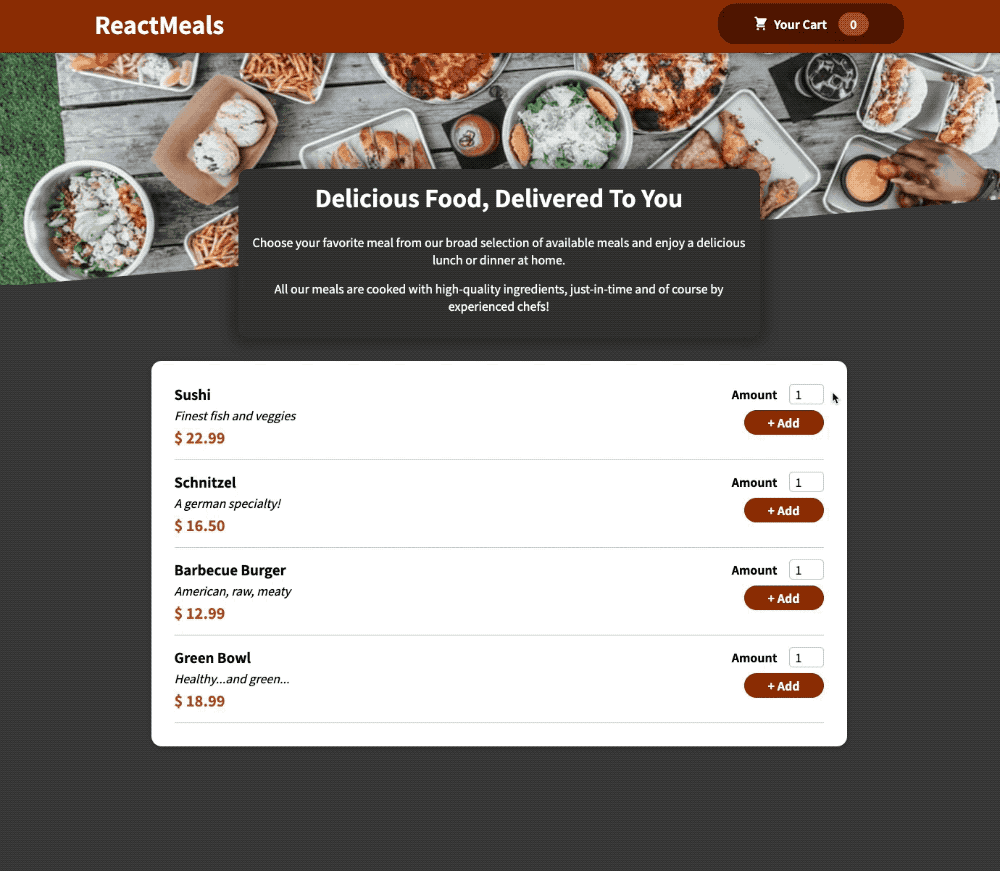 ReactMeals
Your Cart 0
Delicious Food, Delivered To You
Choose your favorite meal from our broad selection of available meals and enjoy a delicious
lunch or dinner at home.
All our meals are cooked with high-quality ingredients, just-in-time and of course by
experienced chefs!
Sushi
Amount 1
Finest fish and veggies
+ Add
$ 22.99
Schnitzel
Amount 1
A german specialty!
+ Add
$ 16.50
Barbecue Burger
Amount 1
American, raw, meaty
+ Add
$ 12.99
Green Bowl
Amount 1
Healthy...and green...
+ Add
$ 18.99